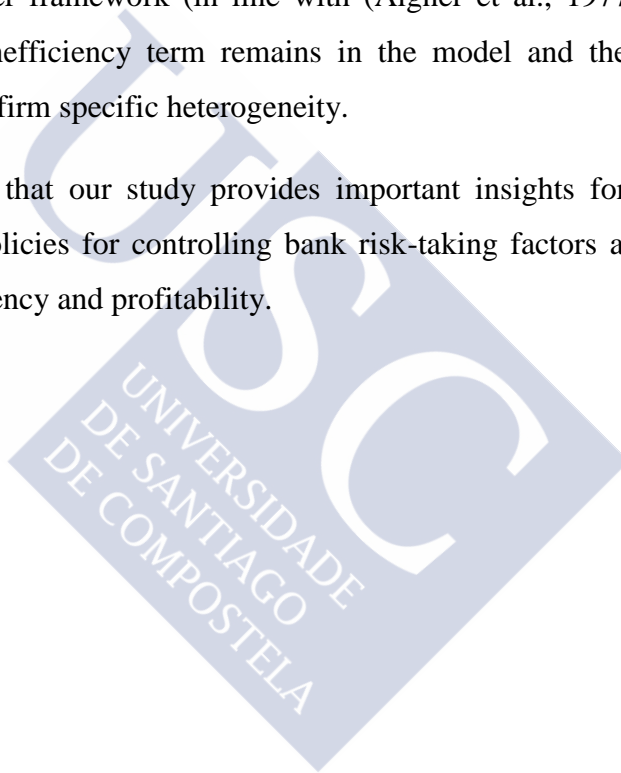 er framework (in line with (Aigner et al., 1977
nefficiency term remains in the model and the
firm specific heterogeneity.
that our study provides important insights for
olicies for controlling bank risk-taking factors a
ency and profitability.
USC
UNIVERSIDADE
DE SANTIAGO
DE COMPOSTELA